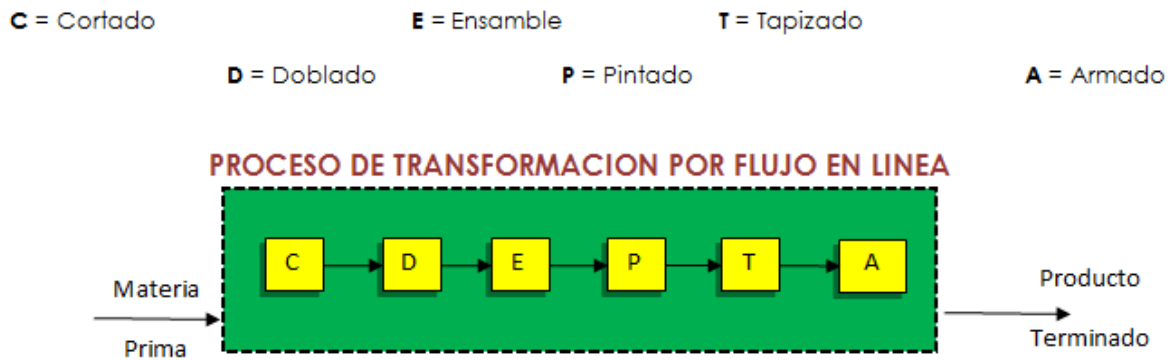 C = Cortado E = Ensamble T = Tapizado
D = Doblado P = Pintado A = Armado
PROCESO DE TRANSFORMACION POR FLUJO EN LINEA
C D E P T A
Materia
Prima
Producto
Terminado